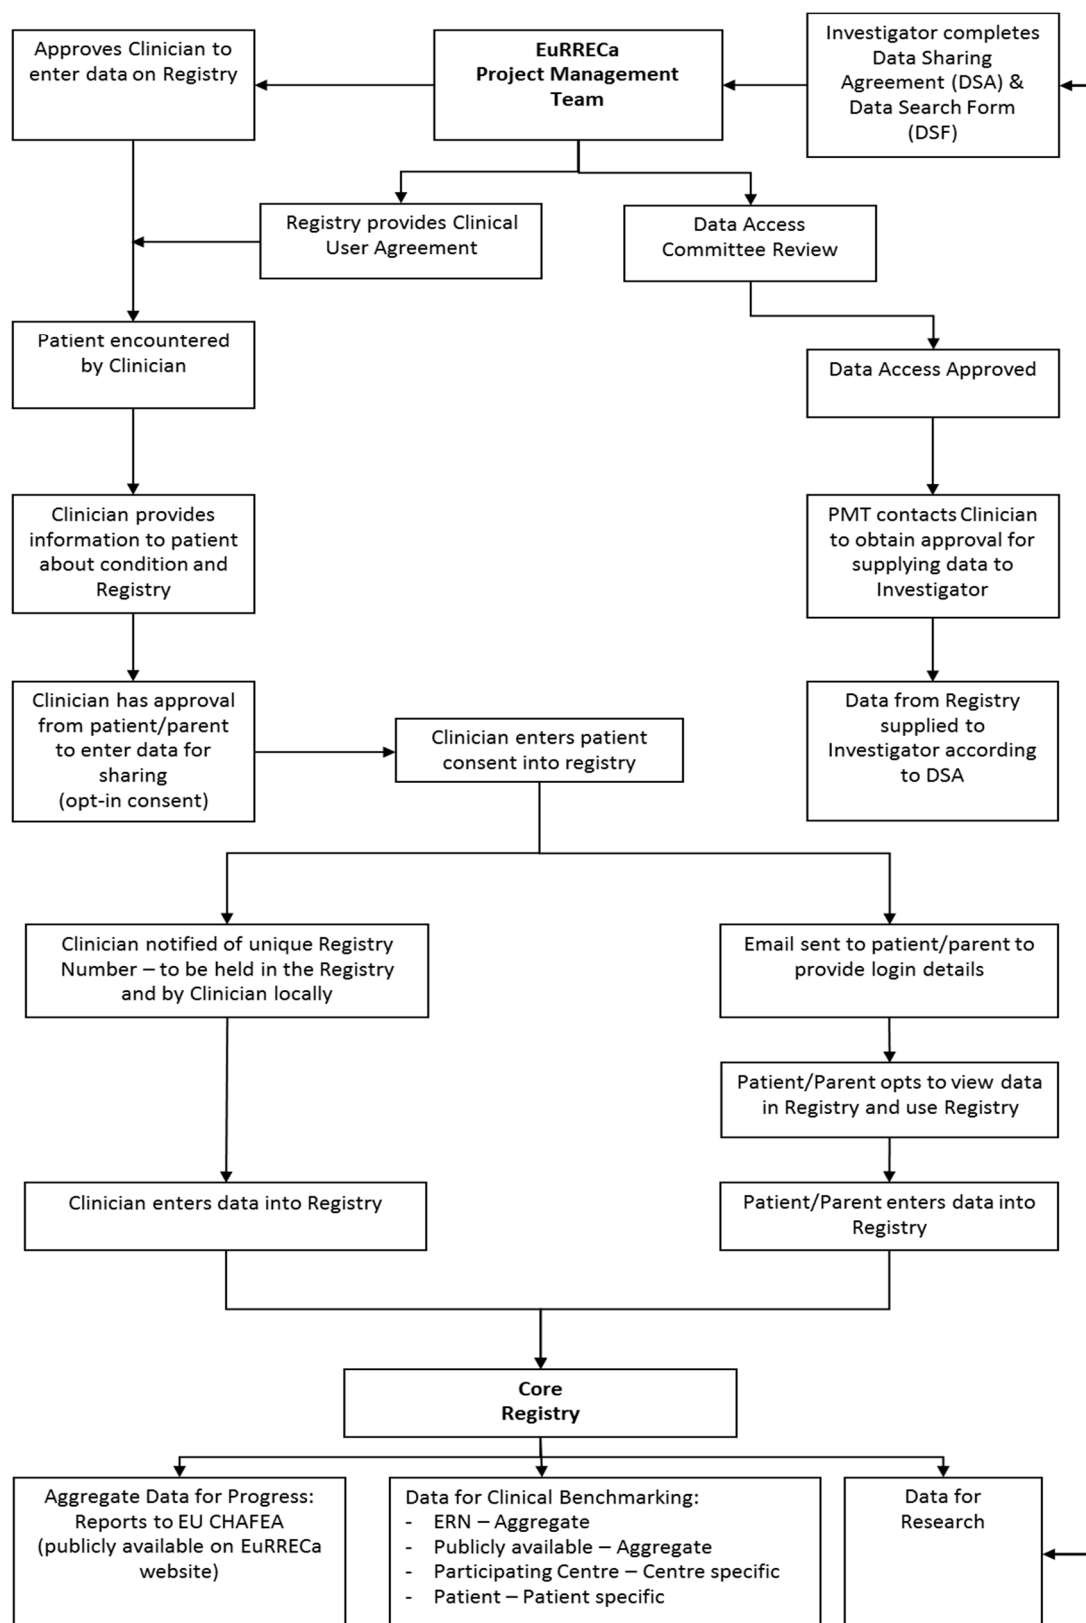 Approves Clinician to
enter data on Registry
EuRRECa
Project Management
Team
Investigator completes
Data Sharing
Agreement (DSA) &
Data Search Form
(DSF)
Registry provides Clinical
User Agreement
Data Access
Committee Review
Patient encountered
by Clinician
Data Access Approved
Clinician provides
information to patient
about condition and
Registry
PMT contacts Clinician
to obtain approval for
supplying data to
Investigator
Clinician has approval
from patient/parent
to enter data for
sharing
(opt-in consent)
Clinician enters patient
consent into registry
Data from Registry
supplied to
Investigator according
to DSA
Clinician notified of unique Registry
Number – to be held in the Registry
and by Clinician locally
Email sent to patient/parent to
provide login details
Patient/Parent opts to view data
in Registry and use Registry
Clinician enters data into Registry
Patient/Parent enters data into
Registry
Core
Registry
Aggregate Data for Progress:
Reports to EU CHAFEA
(publicly available on EuRRECa
website)
Data for Clinical Benchmarking:
- ERN – Aggregate
- Publicly available – Aggregate
- Participating Centre – Centre specific
- Patient – Patient specific
Data for
Research